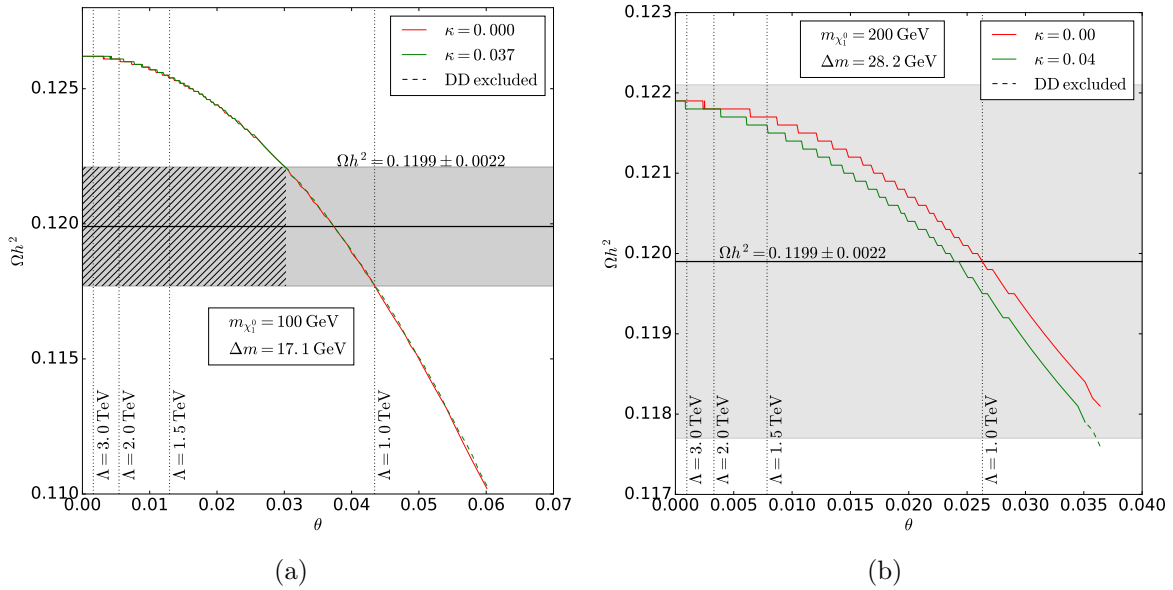 κ = 0.000
κ = 0.037
DD excluded
Ωh² = 0.1199 ± 0.0022
m_{χ₁⁰} = 100 GeV
Δm = 17.1 GeV
Λ = 3.0 TeV
Λ = 2.0 TeV
Λ = 1.5 TeV
Λ = 1.0 TeV
0.125
0.120
0.115
0.110
Ωh²
0.00 0.01 0.02 0.03 0.04 0.05 0.06 0.07
θ
(a)
m_{χ₁⁰} = 200 GeV
Δm = 28.2 GeV
κ = 0.00
κ = 0.04
DD excluded
Ωh² = 0.1199 ± 0.0022
Λ = 3.0 TeV
Λ = 2.0 TeV
Λ = 1.5 TeV
Λ = 1.0 TeV
0.123
0.122
0.121
0.120
0.119
0.118
0.117
Ωh²
0.000 0.005 0.010 0.015 0.020 0.025 0.030 0.035 0.040
θ
(b)